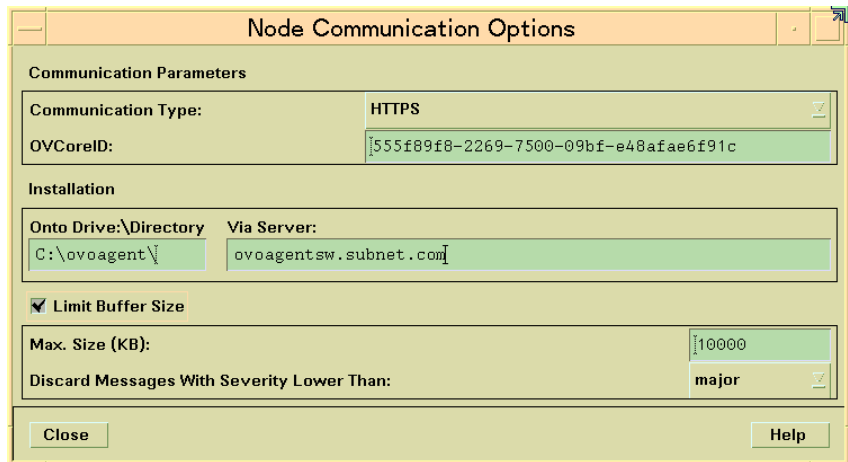 Node Communication Options
Communication Parameters
Communication Type: HTTPS
OVCoreID: 555f89f8-2269-7500-09bf-e48afae6f91c
Installation
Onto Drive:\Directory Via Server:
C:\ovoagent\ ovoagentsw.subnet.com
Limit Buffer Size
Max. Size (KB): 10000
Discard Messages With Severity Lower Than: major
Close Help